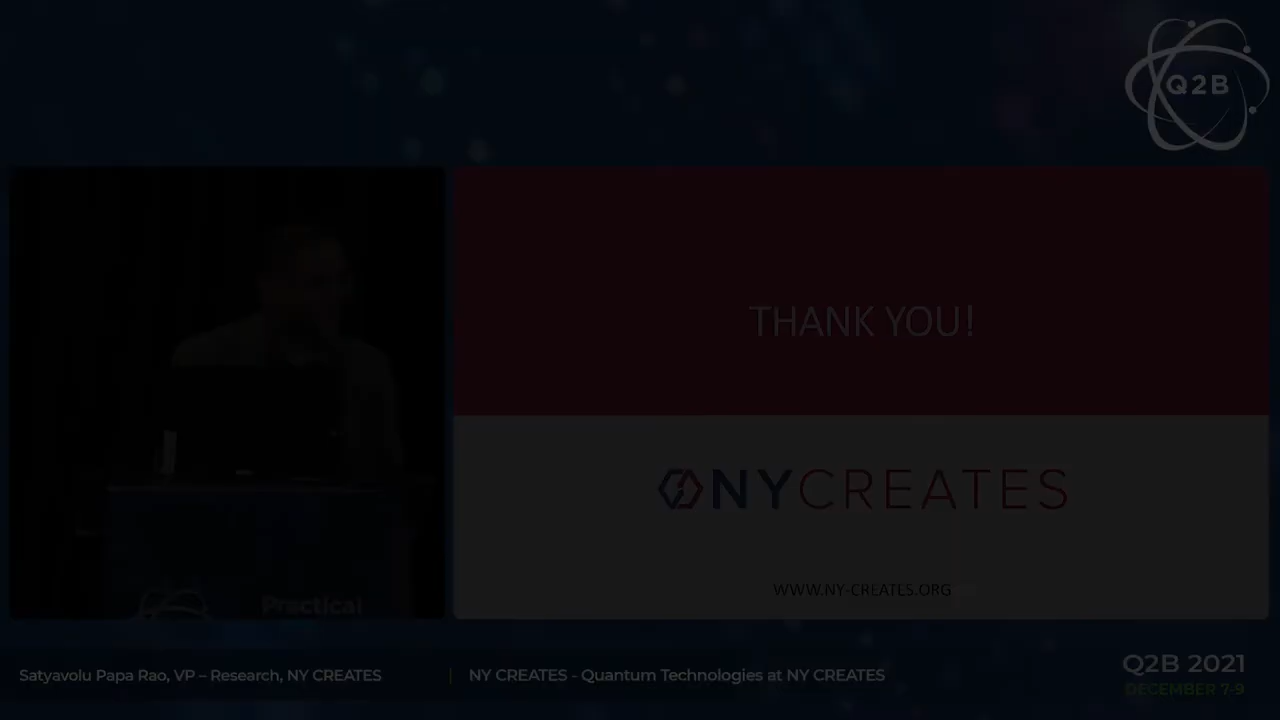 Q2B
THANK YOU!
NYCREATES
WWW.NY-CREATES.ORG
Practical
Satyavolu Papa Rao, VP – Research, NY CREATES | NY CREATES - Quantum Technologies at NY CREATES
Q2B 2021
DECEMBER 7-9